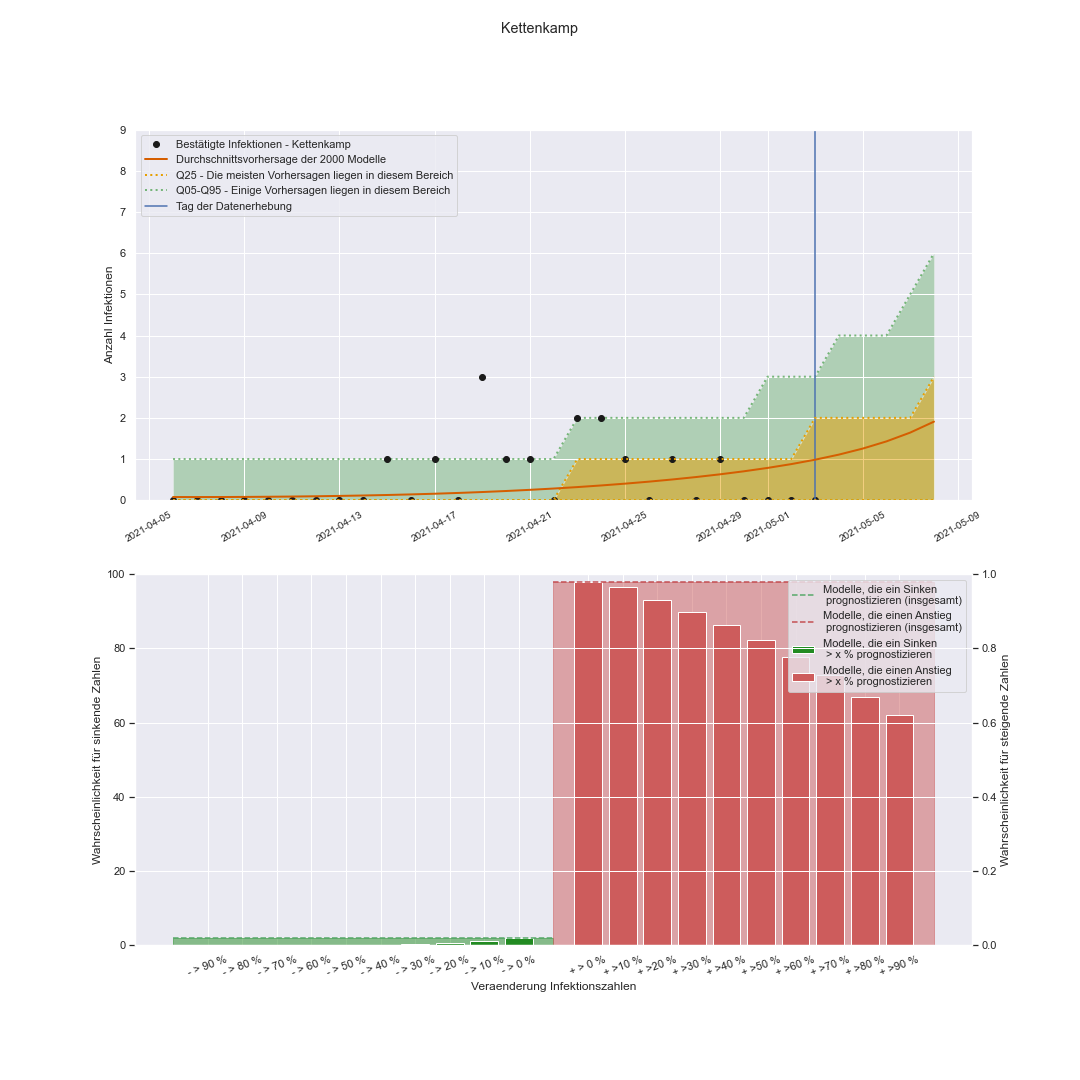 Kettenkamp
9
8
7
6
5
4
3
2
1
0
Anzahl Infektionen
Bestätigte Infektionen - Kettenkamp
Durchschnittsvorhersage der 2000 Modelle
Q25 - Die meisten Vorhersagen liegen in diesem Bereich
Q05-Q95 - Einige Vorhersagen liegen in diesem Bereich
Tag der Datenerhebung
2021-04-05
2021-04-09
2021-04-13
2021-04-17
2021-04-21
2021-04-25
2021-04-29
2021-05-01
2021-05-05
2021-05-09
100
80
60
40
20
0
Wahrscheinlichkeit für sinkende Zahlen
Modelle, die ein Sinken
prognostizieren (insgesamt)
Modelle, die einen Anstieg
prognostizieren (insgesamt)
Modelle, die ein Sinken
> x % prognostizieren
Modelle, die einen Anstieg
> x % prognostizieren
1.0
0.8
0.6
0.4
0.2
0.0
Wahrscheinlichkeit für steigende Zahlen
- > 90 %
- > 80 %
- > 70 %
- > 60 %
- > 50 %
- > 40 %
- > 30 %
- > 20 %
- > 10 %
- > 0 %
+ > 0 %
+ >10 %
+ >20 %
+ >30 %
+ >40 %
+ >50 %
+ >60 %
+ >70 %
+ >80 %
+ >90 %
Veraenderung Infektionszahlen